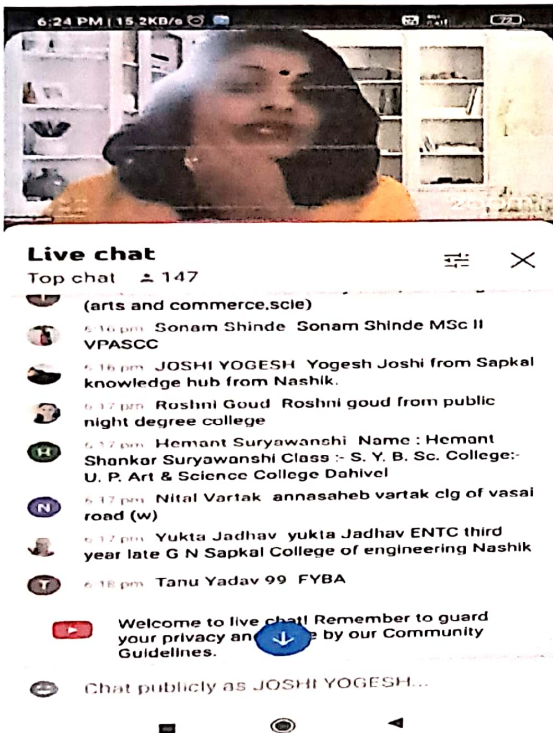 6:24 PM | 15.2KB/s
72
Live chat
Top chat 147
(arts and commerce,scie)
6:16 pm Sonam Shinde Sonam Shinde MSc II
VPASCC
6:16 pm JOSHI YOGESH Yogesh Joshi from Sapkal
knowledge hub from Nashik.
6:17 pm Roshni Goud Roshni goud from public
night degree college
H
6:17 pm Hemant Suryawanshi Name : Hemant
Shankar Suryawanshi Class :- S. Y. B. Sc. College:-
U. P. Art & Science College Dahivel
N
6:17 pm Nital Vartak annasaheb vartak clg of vasai
road (w)
6:17 pm Yukta Jadhav yukta Jadhav ENTC third
year late G N Sapkal College of engineering Nashik
T
6:18 pm Tanu Yadav 99 FYBA
Welcome to live chat! Remember to guard
your privacy and by our Community
Guidelines.
Chat publicly as JOSHI YOGESH...